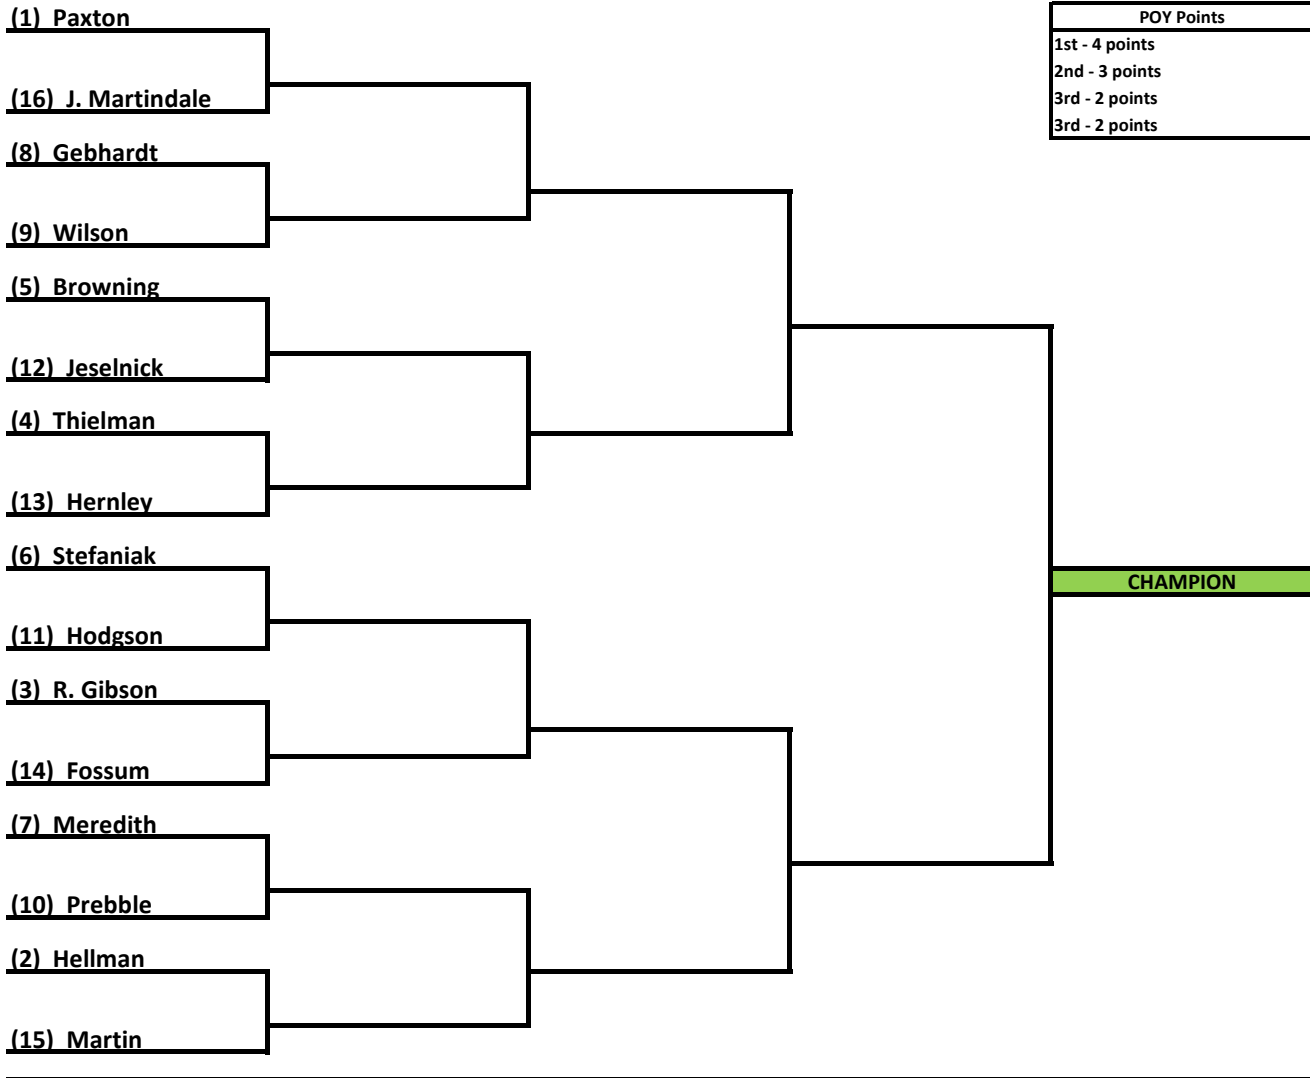 (1) Paxton
(16) J. Martindale
(8) Gebhardt
(9) Wilson
(5) Browning
(12) Jeselnick
(4) Thielman
(13) Hernley
(6) Stefaniak
(11) Hodgson
(3) R. Gibson
(14) Fossum
(7) Meredith
(10) Prebble
(2) Hellman
(15) Martin
POY Points
1st - 4 points
2nd - 3 points
3rd - 2 points
3rd - 2 points
CHAMPION